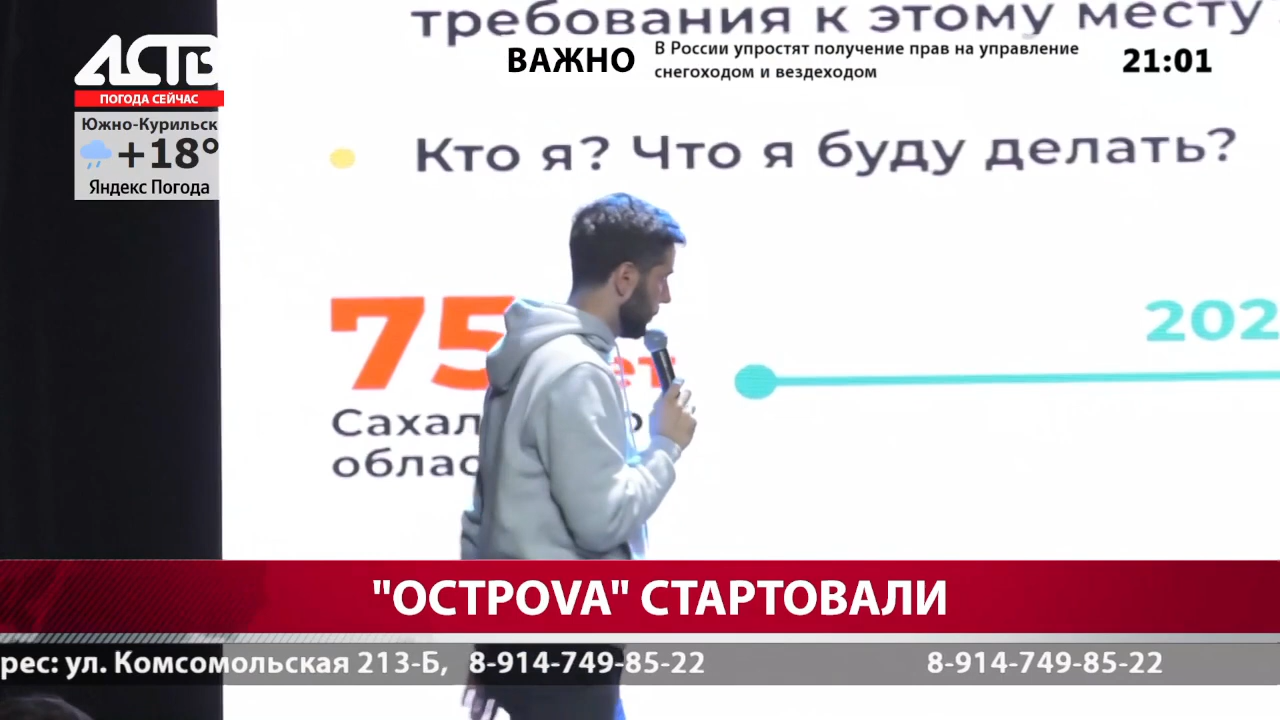 требования к этому месту?
АСТВ
ВАЖНО
В России упростят получение прав на управление
снегоходом и вездеходом
21:01
ПОГОДА СЕЙЧАС
Южно-Курильск
+18°
Яндекс Погода
Кто я? Что я буду делать?
75
202
"ОСТРОVА" СТАРТОВАЛИ
ул. Комсомольская 213-Б, 8-914-749-85-22 8-914-749-85-22